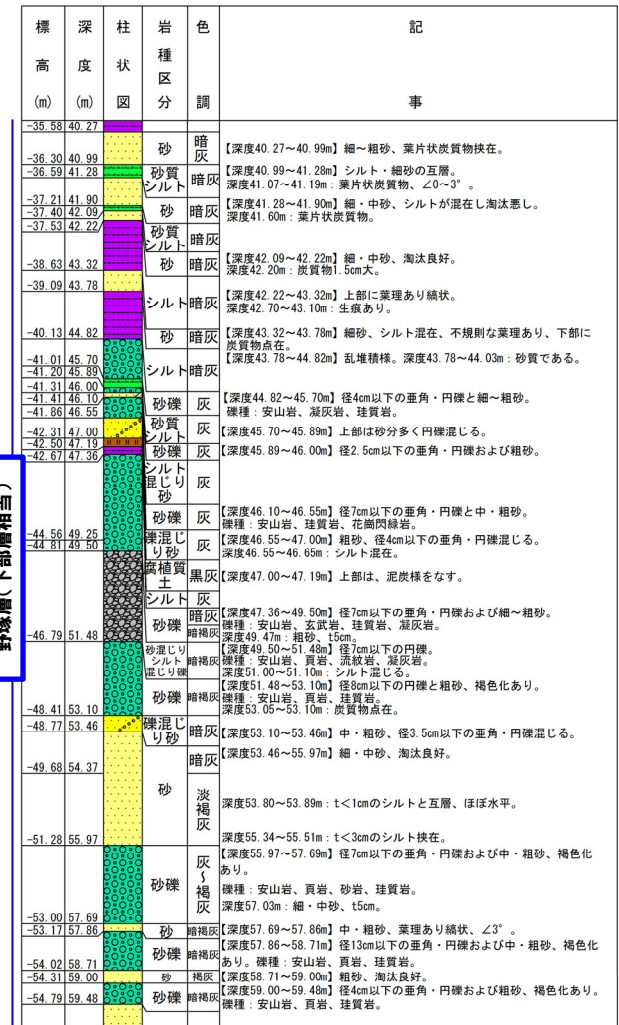 標高(m) 深度(m) 柱状図 岩種区分 色調 記事
野塚層(下部層相当)
-35.58 40.27
-36.30 40.99 砂 暗灰 【深度40.27～40.99m】細～粗砂、葉片状炭質物挟在。
-36.59 41.28 砂質シルト 暗灰 【深度40.99～41.28m】シルト・細砂の互層。
深度41.07～41.19m：葉片状炭質物、∠0～3°。
-37.21 41.90 砂 暗灰 【深度41.28～41.90m】細・中砂、シルトが混在し淘汰悪し。
深度41.60m：葉片状炭質物。
-37.40 42.09 砂質シルト 暗灰
-37.53 42.22 砂 暗灰 【深度42.09～42.22m】細・中砂、淘汰良好。
深度42.20m：炭質物1.5cm大。
-38.63 43.32 シルト 暗灰 【深度42.22～43.32m】上部に葉理あり縞状。
深度42.70～43.10m：生痕あり。
-39.09 43.78 砂 暗灰 【深度43.32～43.78m】細砂、シルト混在、不規則な葉理あり、下部に
炭質物点在。
-40.13 44.82 シルト 暗灰 【深度43.78～44.82m】乱堆積様。深度43.78～44.03m：砂質である。
-41.01 45.70 砂礫 灰 【深度44.82～45.70m】径4cm以下の亜角・円礫と細～粗砂。
礫種：安山岩、凝灰岩、珪質岩。
-41.20 45.89 砂質シルト 灰 【深度45.70～45.89m】上部は砂分多く円礫混じる。
-41.31 46.00 砂礫 灰 【深度45.89～46.00m】径2.5cm以下の亜角・円礫および粗砂。
-41.41 46.10 シルト混じり砂 灰
-41.86 46.55 砂礫 灰 【深度46.10～46.55m】径7cm以下の亜角・円礫と中・粗砂。
礫種：安山岩、珪質岩、花崗閃緑岩。
-42.31 47.00 礫混じり砂 灰 【深度46.55～47.00m】粗砂、径4cm以下の亜角・円礫混じる。
深度46.55～46.65m：シルト混在。
-42.50 47.19 腐植質土 黒灰 【深度47.00～47.19m】上部は、泥炭様をなす。
-42.67 47.36 シルト 灰
-44.56 49.25 砂礫 暗灰 【深度47.36～49.50m】径7cm以下の亜角・円礫および細～粗砂。
礫種：安山岩、玄武岩、珪質岩、凝灰岩。
-44.81 49.50 暗褐灰 深度49.47m：粗砂、t5cm。
-46.79 51.48 砂混じりシルト混じり礫 暗褐灰 【深度49.50～51.48m】径7cm以下の円礫。
礫種：安山岩、頁岩、流紋岩、凝灰岩。
深度51.00～51.10m：シルト混じる。
-48.41 53.10 砂礫 暗褐灰 【深度51.48～53.10m】径8cm以下の円礫と粗砂、褐色化あり。
礫種：安山岩、頁岩、珪質岩。
深度53.05～53.10m：炭質物点在。
-48.77 53.46 礫混じり砂 暗灰 【深度53.10～53.46m】中・粗砂、径3.5cm以下の亜角・円礫混じる。
-49.68 54.37 砂 暗灰 【深度53.46～55.97m】細・中砂、淘汰良好。
深度53.80～53.89m：t＜1cmのシルトと互層、ほぼ水平。
-51.28 55.97 淡褐灰 深度55.34～55.51m：t＜3cmのシルト挟在。
-53.00 57.69 砂礫 灰～褐灰 【深度55.97～57.69m】径7cm以下の亜角・円礫および中・粗砂、褐色化
あり。
礫種：安山岩、頁岩、砂岩、珪質岩。
深度57.03m：細・中砂、t5cm。
-53.17 57.86 砂 暗褐灰 【深度57.69～57.86m】中・粗砂、葉理あり縞状、∠3°。
-54.02 58.71 砂礫 暗褐灰 【深度57.86～58.71m】径13cm以下の亜角・円礫および中・粗砂、褐色化
あり。礫種：安山岩、頁岩、珪質岩。
-54.31 59.00 砂 褐灰 【深度58.71～59.00m】粗砂、淘汰良好。
-54.79 59.48 砂礫 暗褐灰 【深度59.00～59.48m】径4cm以下の亜角・円礫および粗砂、褐色化あり。
礫種：安山岩、頁岩、珪質岩。